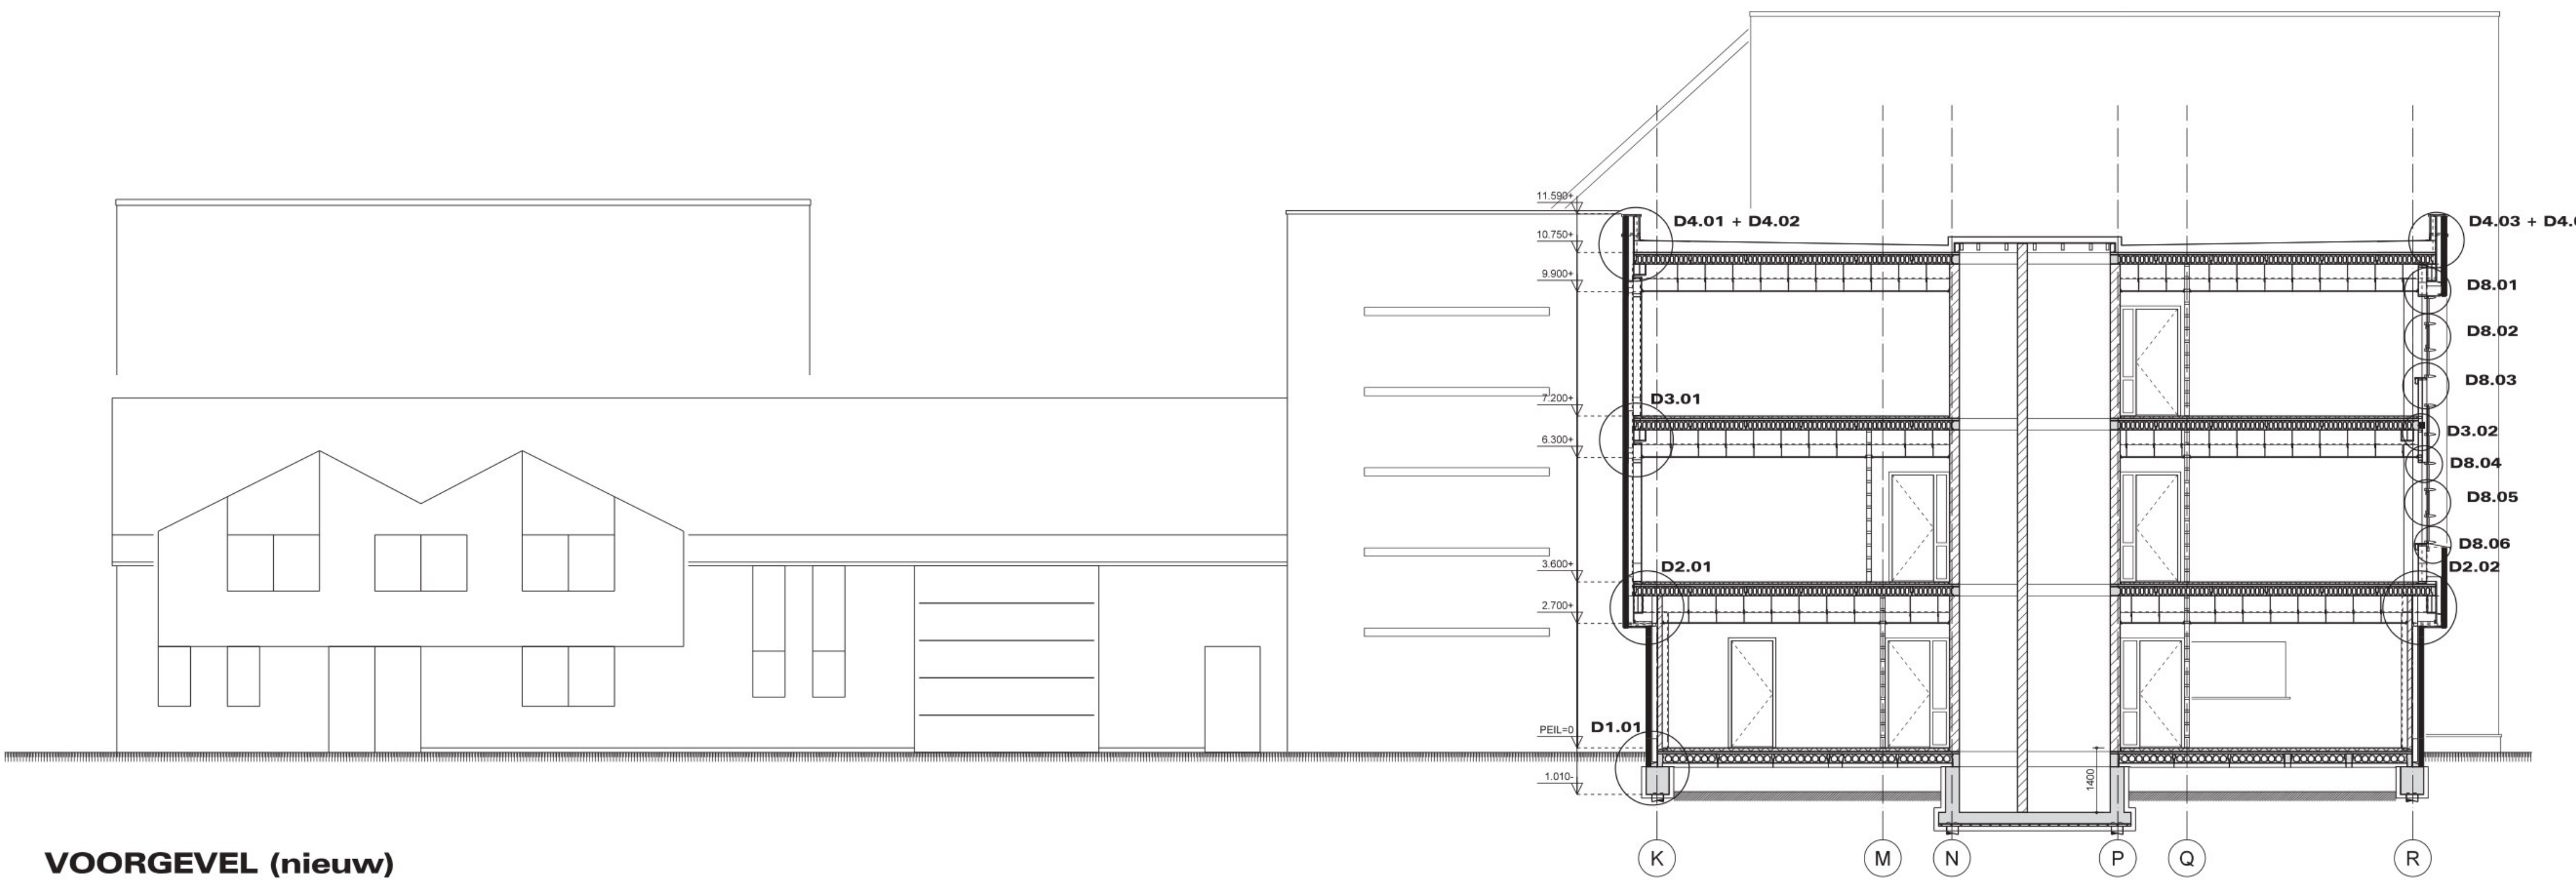 11.590+
D4.01 + D4.02
D4.03 + D4.
10.750+
9.900+
D8.01
D8.02
D8.03
7.200+
D3.01
6.300+
D3.02
D8.04
D8.05
D8.06
3.600+
D2.01
D2.02
2.700+
PEIL=0
D1.01
1.010-
1400
VOORGEVEL (nieuw)
K
M
N
P
Q
R